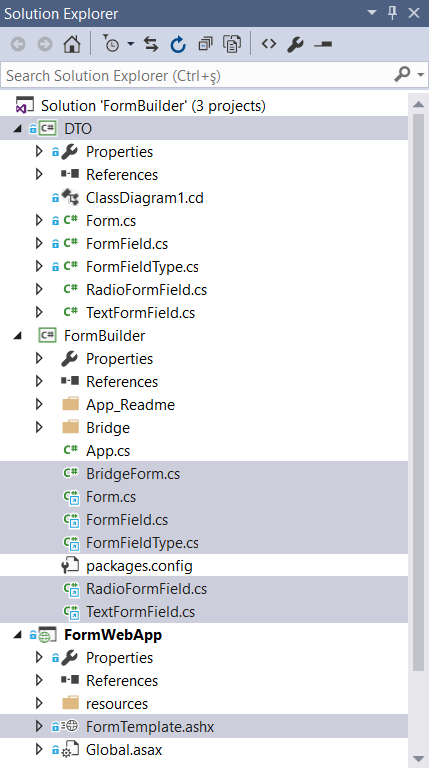 Solution Explorer
Search Solution Explorer (Ctrl+ş)
Solution 'FormBuilder' (3 projects)
C# DTO
Properties
References
ClassDiagram1.cd
C# Form.cs
C# FormField.cs
C# FormFieldType.cs
C# RadioFormField.cs
C# TextFormField.cs
C# FormBuilder
Properties
References
App_Readme
Bridge
C# App.cs
C# BridgeForm.cs
C# Form.cs
C# FormField.cs
C# FormFieldType.cs
packages.config
C# RadioFormField.cs
C# TextFormField.cs
FormWebApp
Properties
References
resources
FormTemplate.ashx
Global.asax